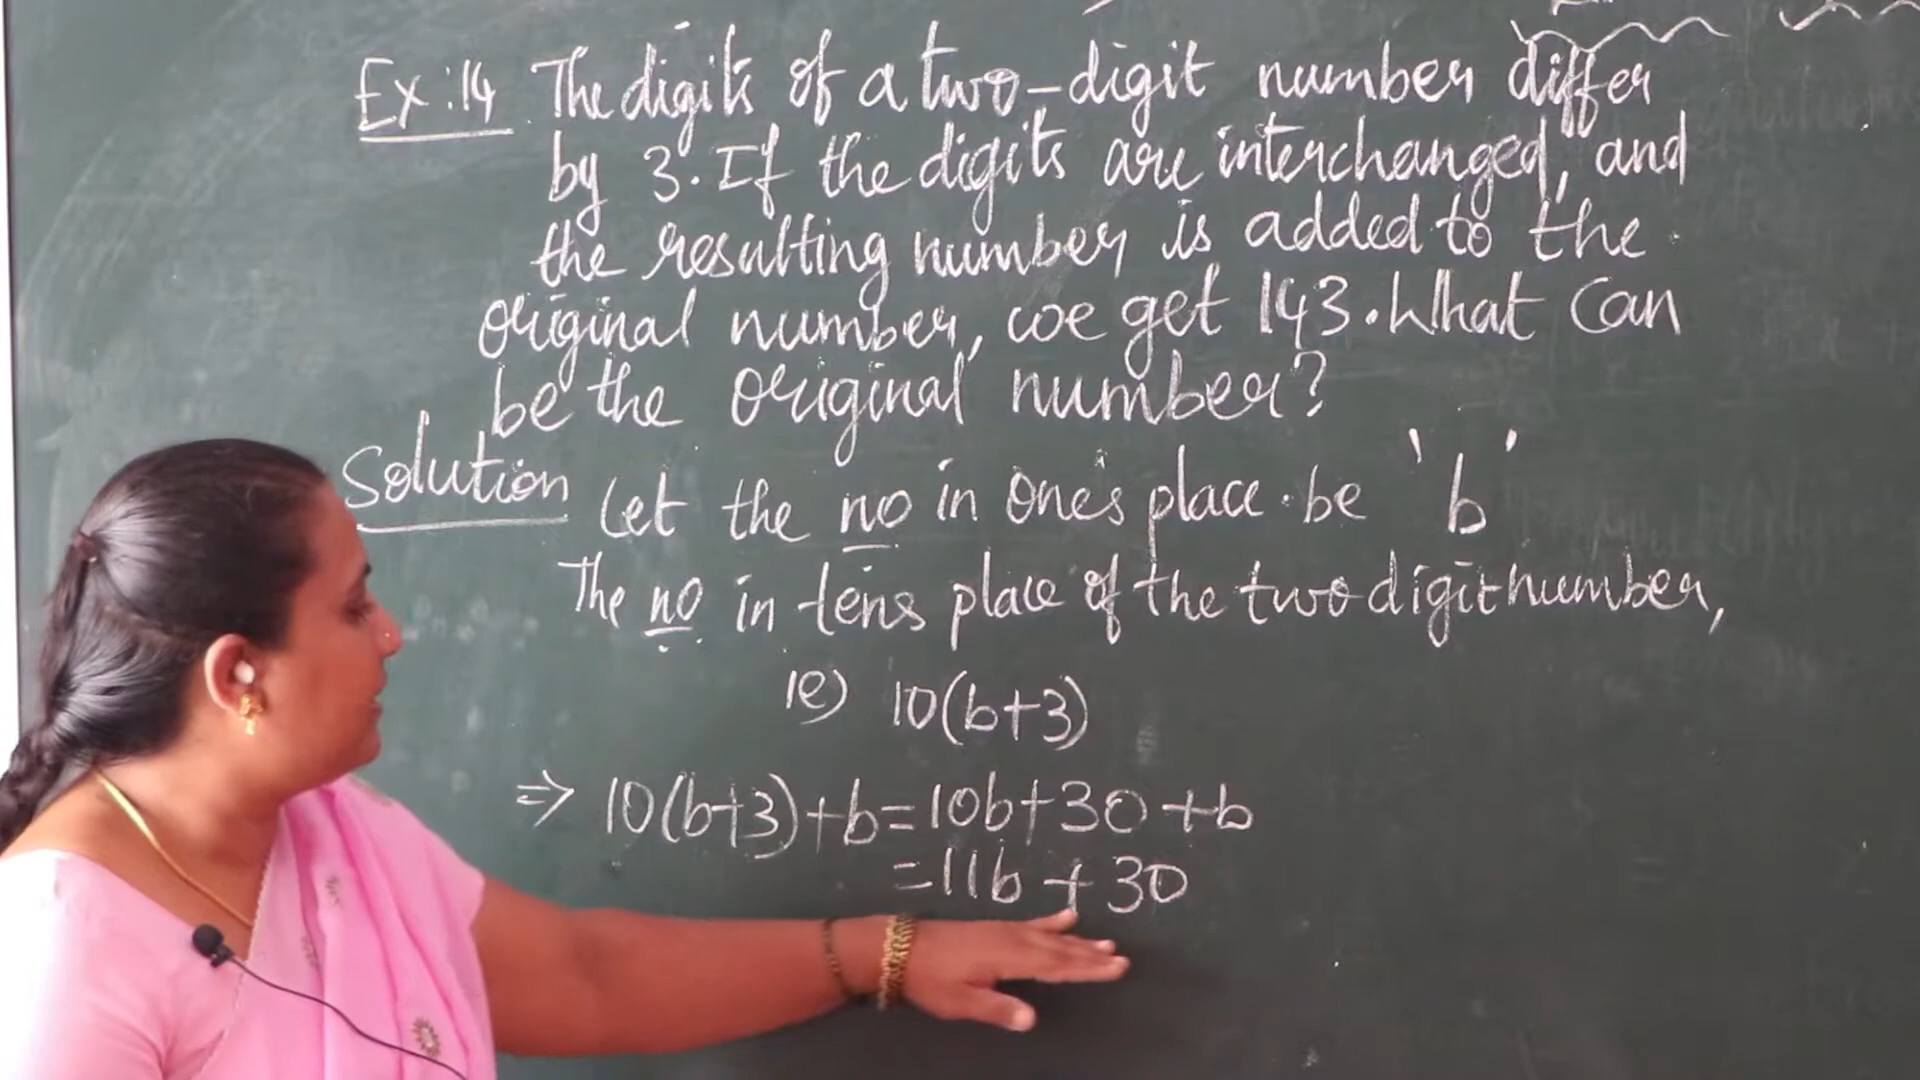 Ex:14 The digits of a two-digit number differ
by 3. If the digits are interchanged, and
the resulting number is added to the
original number, we get 143. What can
be the original number?
Solution Let the no in one's place be 'b'
The no in tens place of the two digit number,
ie) 10(b+3)
⇒ 10(b+3)+b=10b+30+b
=11b+30